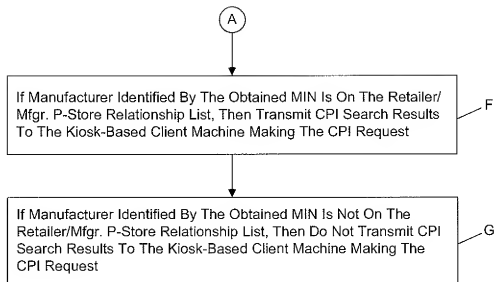 A
If Manufacturer Identified By The Obtained MIN Is On The Retailer/
Mfgr. P-Store Relationship List, Then Transmit CPI Search Results
To The Kiosk-Based Client Machine Making The CPI Request
F
If Manufacturer Identified By The Obtained MIN Is Not On The
Retailer/Mfgr. P-Store Relationship List, Then Do Not Transmit CPI
Search Results To The Kiosk-Based Client Machine Making The
CPI Request
G